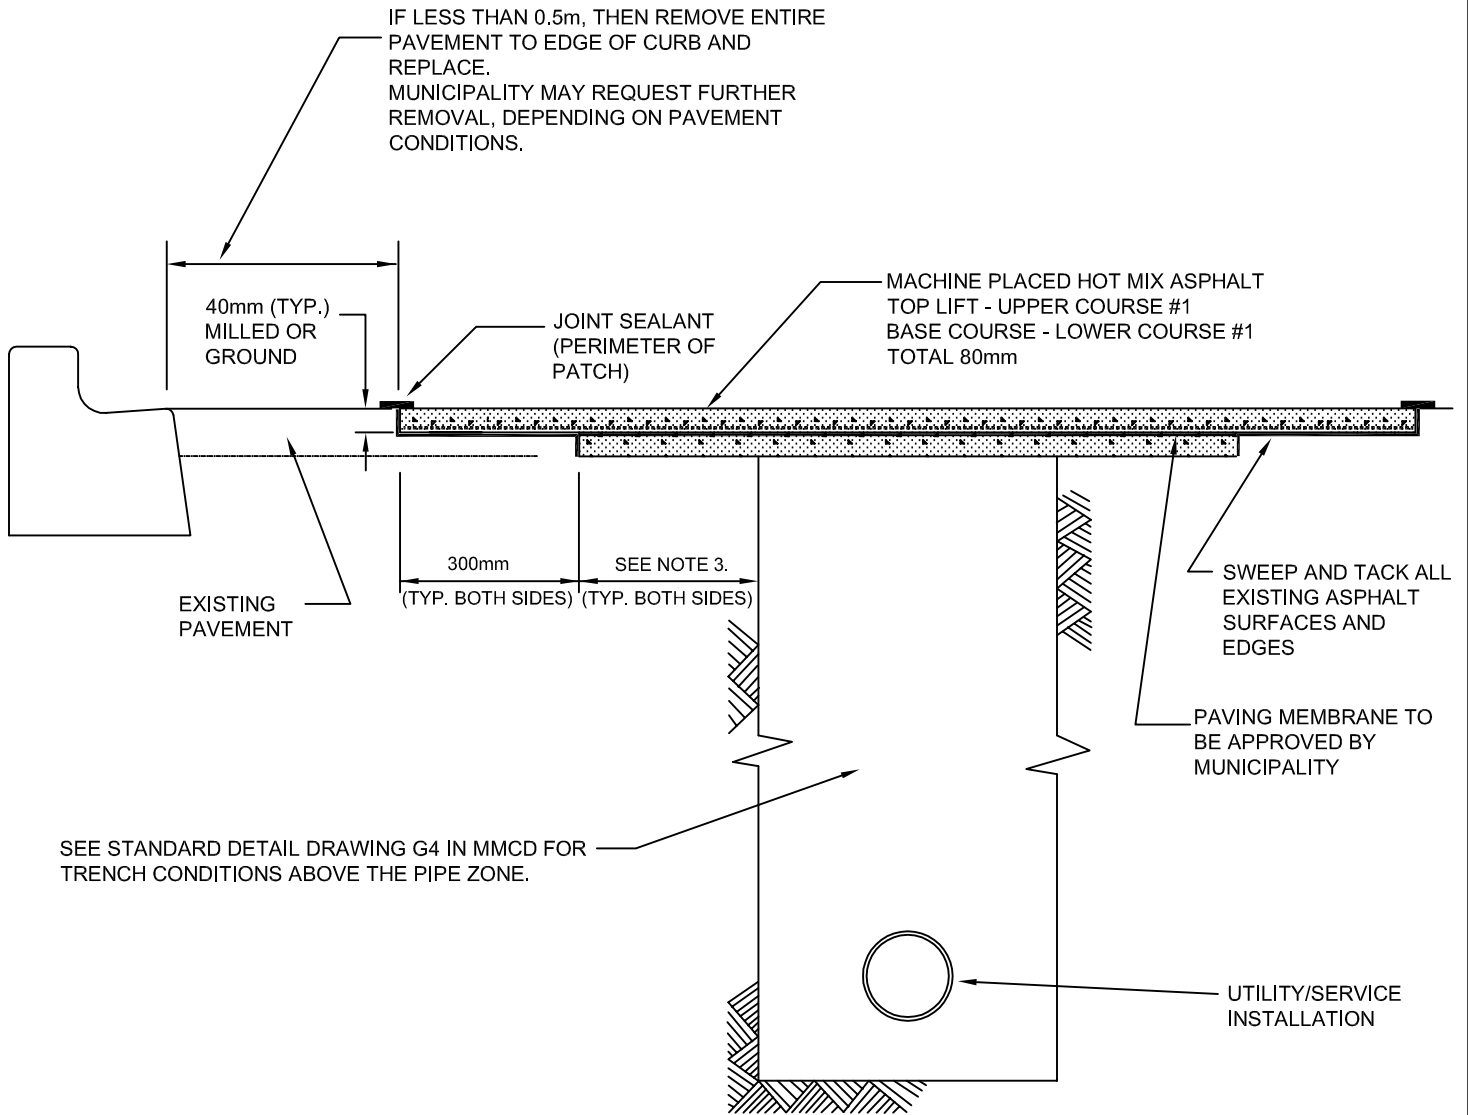 IF LESS THAN 0.5m, THEN REMOVE ENTIRE
PAVEMENT TO EDGE OF CURB AND
REPLACE.
MUNICIPALITY MAY REQUEST FURTHER
REMOVAL, DEPENDING ON PAVEMENT
CONDITIONS.
40mm (TYP.)
MILLED OR
GROUND
JOINT SEALANT
(PERIMETER OF
PATCH)
MACHINE PLACED HOT MIX ASPHALT
TOP LIFT - UPPER COURSE #1
BASE COURSE - LOWER COURSE #1
TOTAL 80mm
300mm
(TYP. BOTH SIDES)
SEE NOTE 3.
(TYP. BOTH SIDES)
EXISTING
PAVEMENT
SWEEP AND TACK ALL
EXISTING ASPHALT
SURFACES AND
EDGES
PAVING MEMBRANE TO
BE APPROVED BY
MUNICIPALITY
SEE STANDARD DETAIL DRAWING G4 IN MMCD FOR
TRENCH CONDITIONS ABOVE THE PIPE ZONE.
UTILITY/SERVICE
INSTALLATION